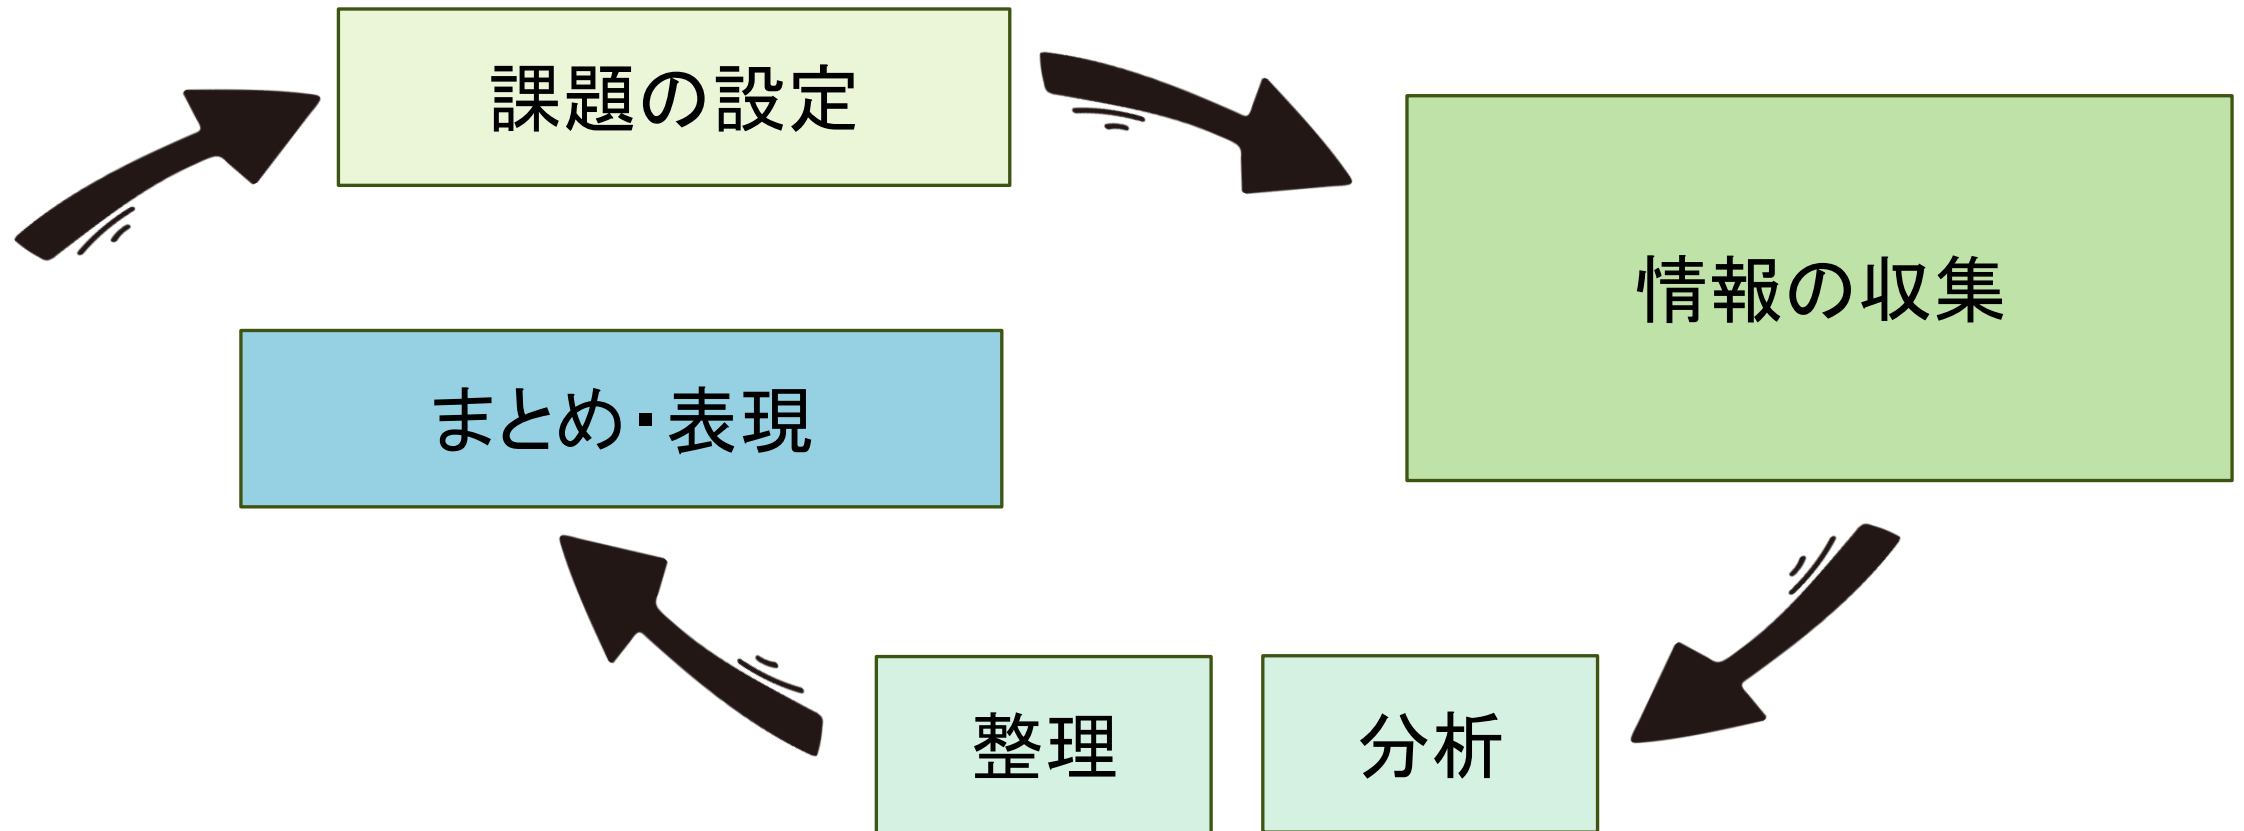 課題の設定
情報の収集
まとめ・表現
整理
分析